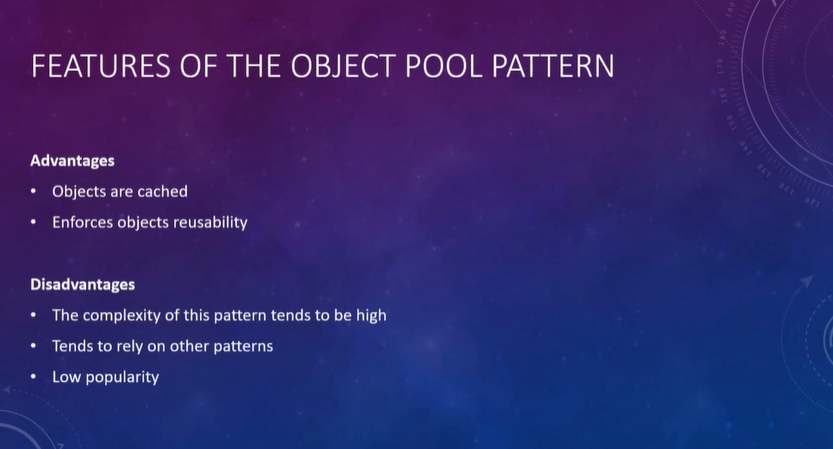 FEATURES OF THE OBJECT POOL PATTERN
Advantages
• Objects are cached
• Enforces objects reusability
Disadvantages
• The complexity of this pattern tends to be high
• Tends to rely on other patterns
• Low popularity